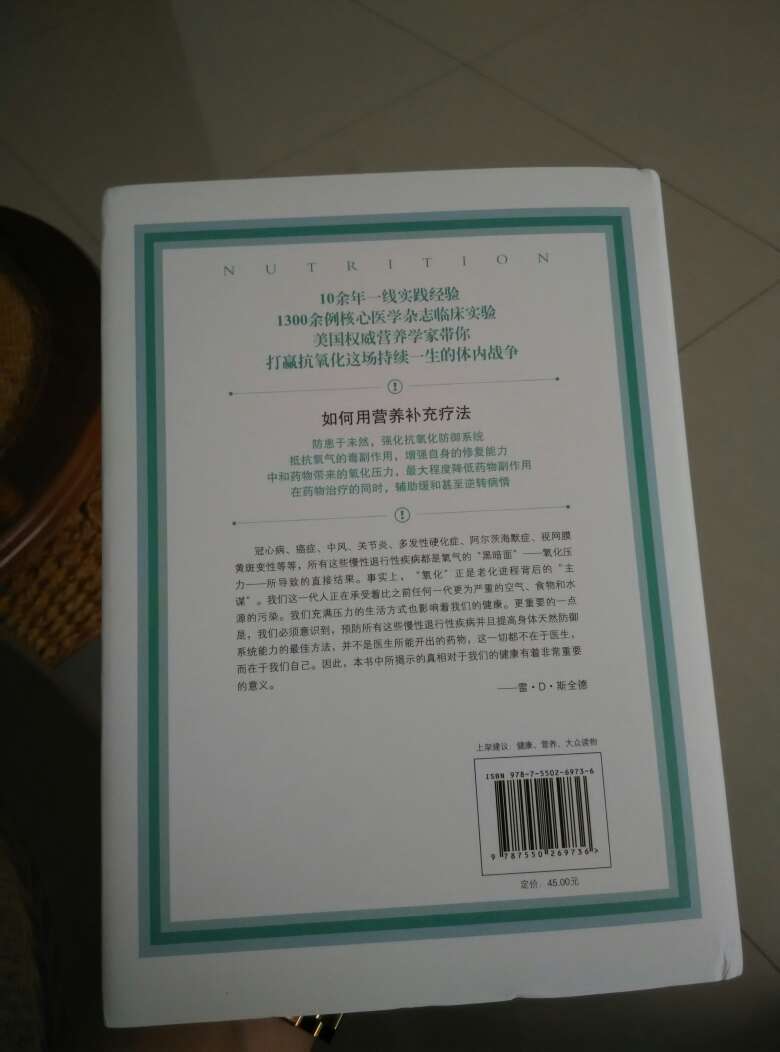 NUTRITION
10余年一线实践经验
1300余例核心医学杂志临床实验
美国权威营养学家带你
打赢抗氧化这场持续一生的体内战争
如何用营养补充疗法
防患于未然，强化抗氧化防御系统
抵抗氧气的毒副作用，增强自身的修复能力
中和药物带来的氧化压力，最大程度降低药物副作用
在药物治疗的同时，辅助缓和甚至逆转病情
冠心病、癌症、中风、关节炎、多发性硬化症、阿尔茨海默症、视网膜
黄斑变性等等，所有这些慢性退行性疾病都是氧气的“黑暗面”——氧化压
力——所导致的直接结果。事实上，“氧化”正是老化进程背后的“主
谋”。我们这一代人正在承受着比之前任何一代更为严重的空气、食物和水
源的污染。我们充满压力的生活方式也影响着我们的健康。更重要的一点
是，我们必须意识到，预防所有这些慢性退行性疾病并且提高身体天然防御
系统能力的最佳方法，并不是医生所能开出的药物，这一切都不在于医生，
而在于我们自己。因此，本书中所揭示的真相对于我们的健康有着非常重要
的意义。
——雷·D·斯全德
上架建议：健康、营养、大众读物
ISBN 978-7-5502-6973-6
9 787550 269736 >
定价：45.00元